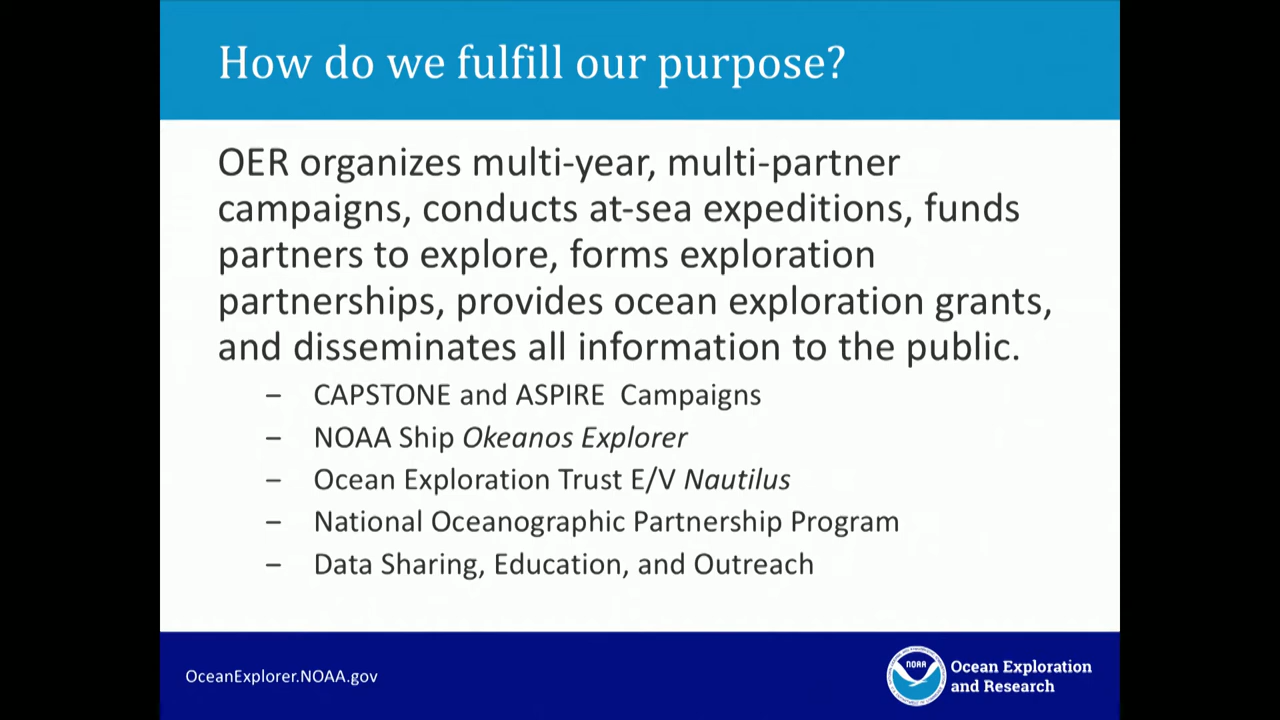 How do we fulfill our purpose?
OER organizes multi-year, multi-partner
campaigns, conducts at-sea expeditions, funds
partners to explore, forms exploration
partnerships, provides ocean exploration grants,
and disseminates all information to the public.
– CAPSTONE and ASPIRE  Campaigns
– NOAA Ship Okeanos Explorer
– Ocean Exploration Trust E/V Nautilus
– National Oceanographic Partnership Program
– Data Sharing, Education, and Outreach
OceanExplorer.NOAA.gov
NOAA
Ocean Exploration
and Research